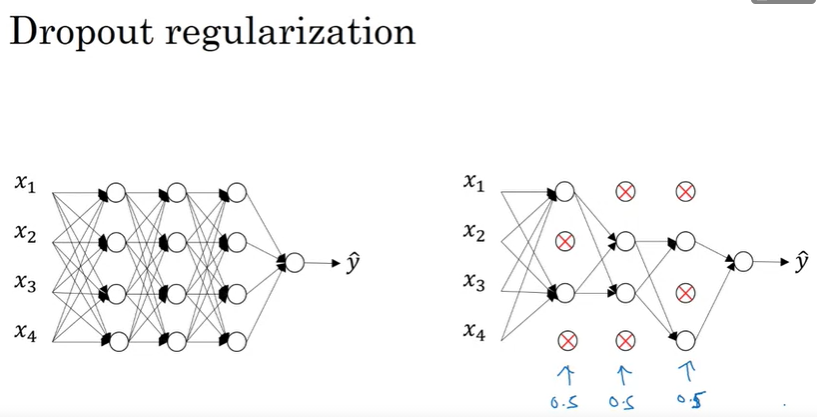 Dropout regularization
x₁
x₂
x₃
x₄
ŷ
x₁
x₂
x₃
x₄
ŷ
0.5 0.5 0.5